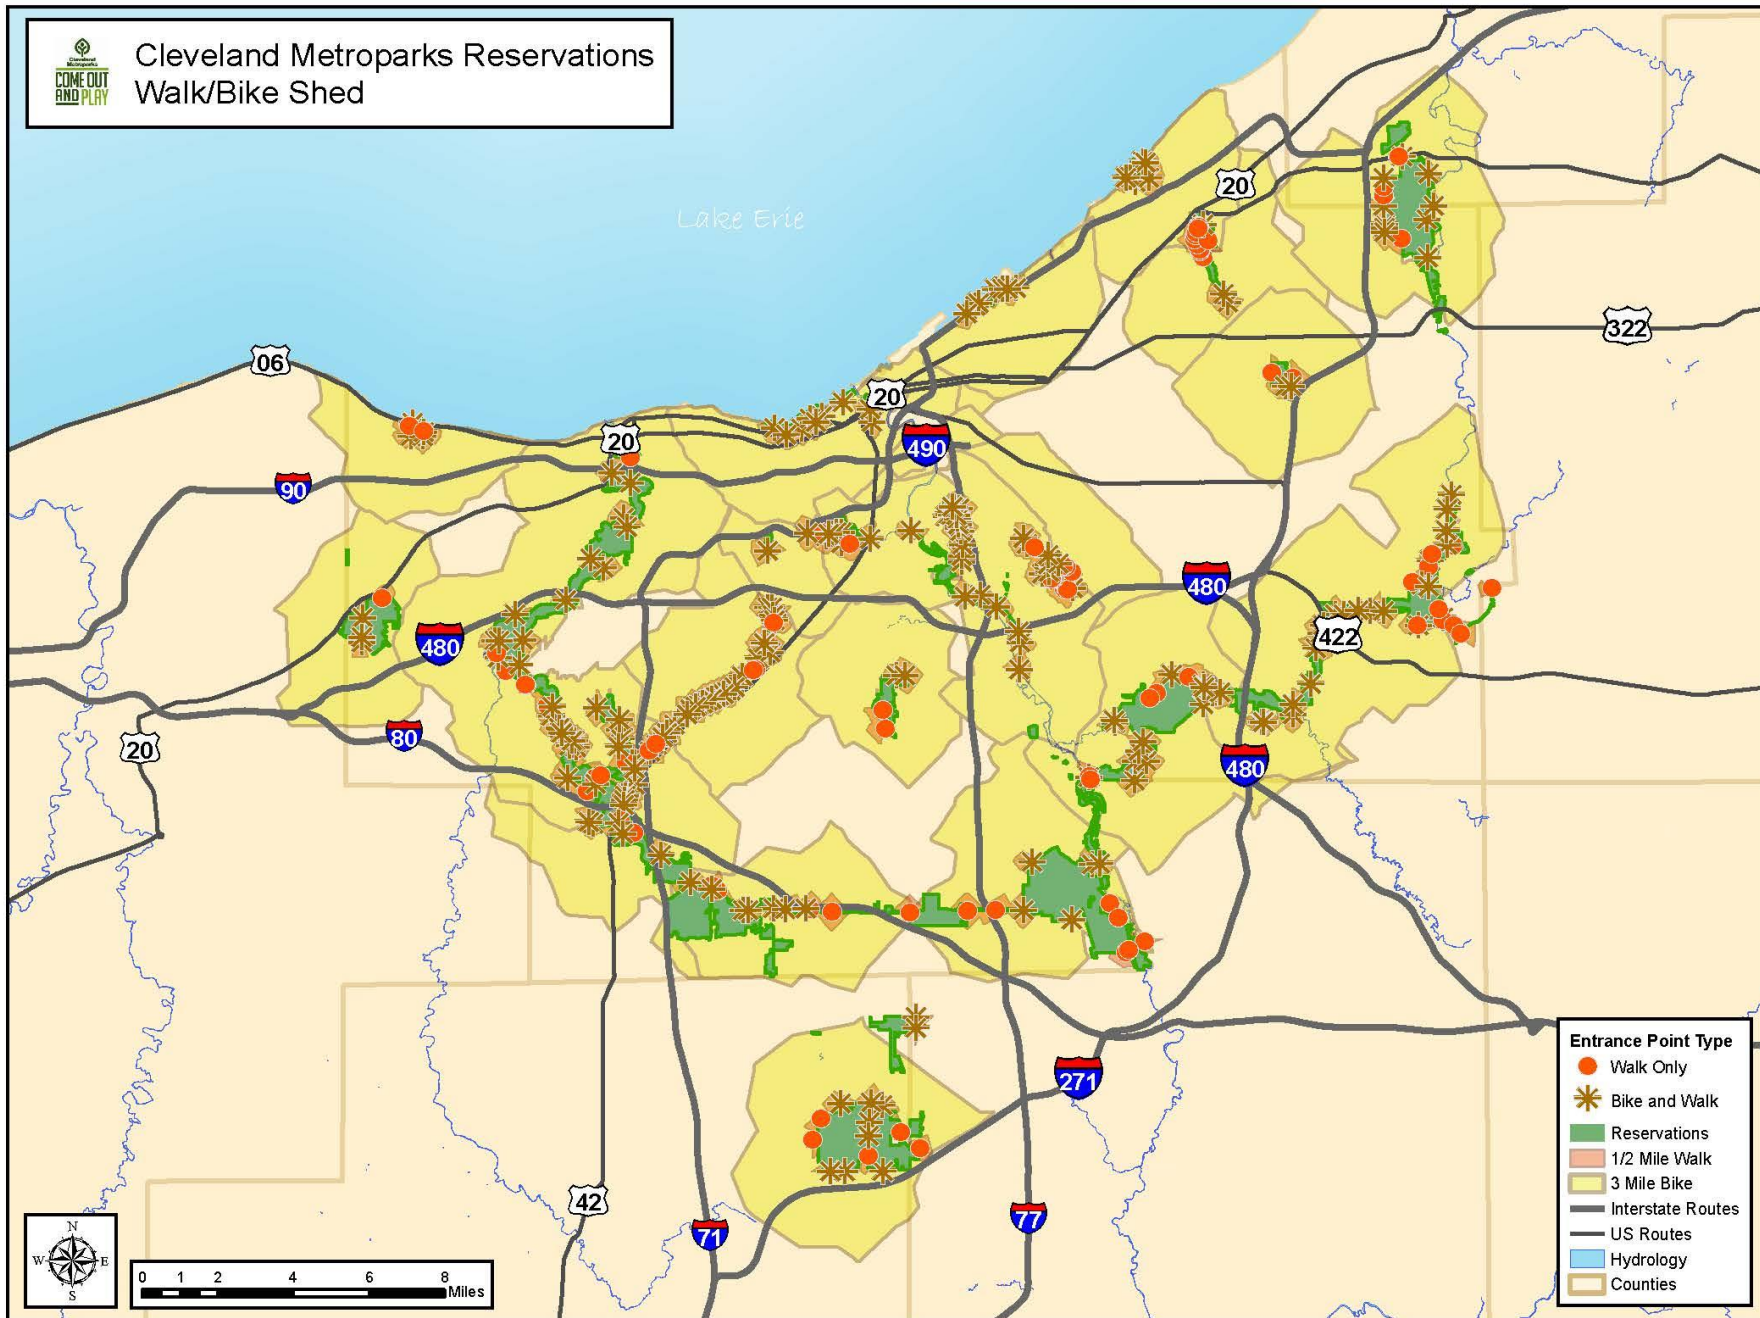 Cleveland Metroparks
COME OUT
AND PLAY
Cleveland Metroparks Reservations
Walk/Bike Shed
Lake Erie
20
322
06
20
20
490
90
480
480
422
20
80
480
271
42
71
77
N
W E
S
0 1 2 4 6 8
Miles
Entrance Point Type
Walk Only
Bike and Walk
Reservations
1/2 Mile Walk
3 Mile Bike
Interstate Routes
US Routes
Hydrology
Counties